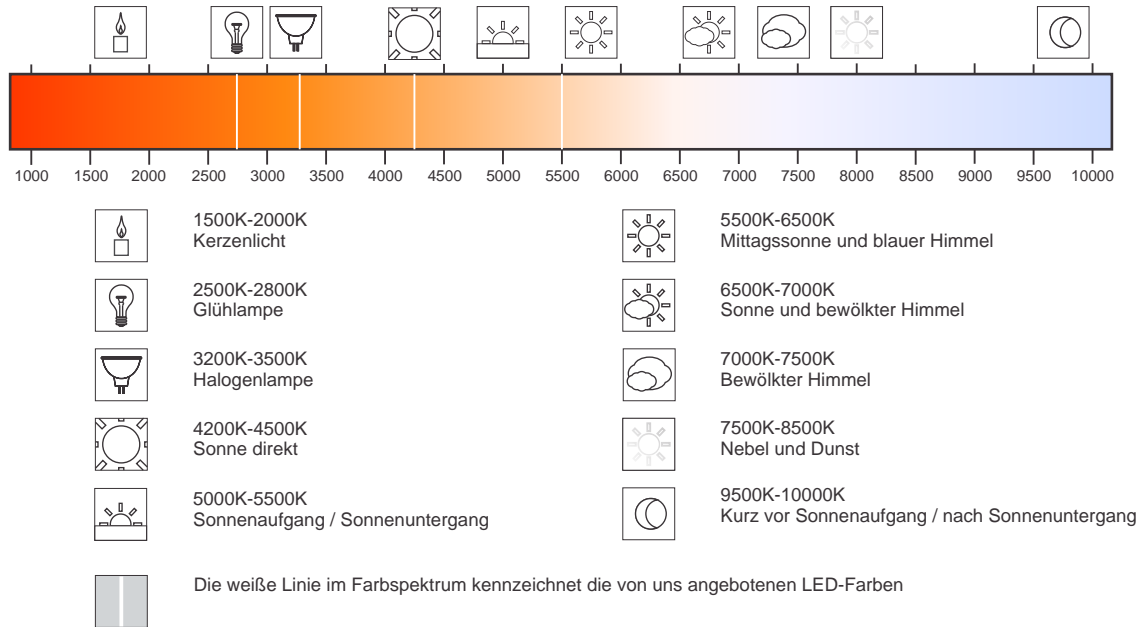 1000 1500 2000 2500 3000 3500 4000 4500 5000 5500 6000 6500 7000 7500 8000 8500 9000 9500 10000
1500K-2000K
Kerzenlicht
2500K-2800K
Glühlampe
3200K-3500K
Halogenlampe
4200K-4500K
Sonne direkt
5000K-5500K
Sonnenaufgang / Sonnenuntergang
5500K-6500K
Mittagssonne und blauer Himmel
6500K-7000K
Sonne und bewölkter Himmel
7000K-7500K
Bewölkter Himmel
7500K-8500K
Nebel und Dunst
9500K-10000K
Kurz vor Sonnenaufgang / nach Sonnenuntergang
Die weiße Linie im Farbspektrum kennzeichnet die von uns angebotenen LED-Farben